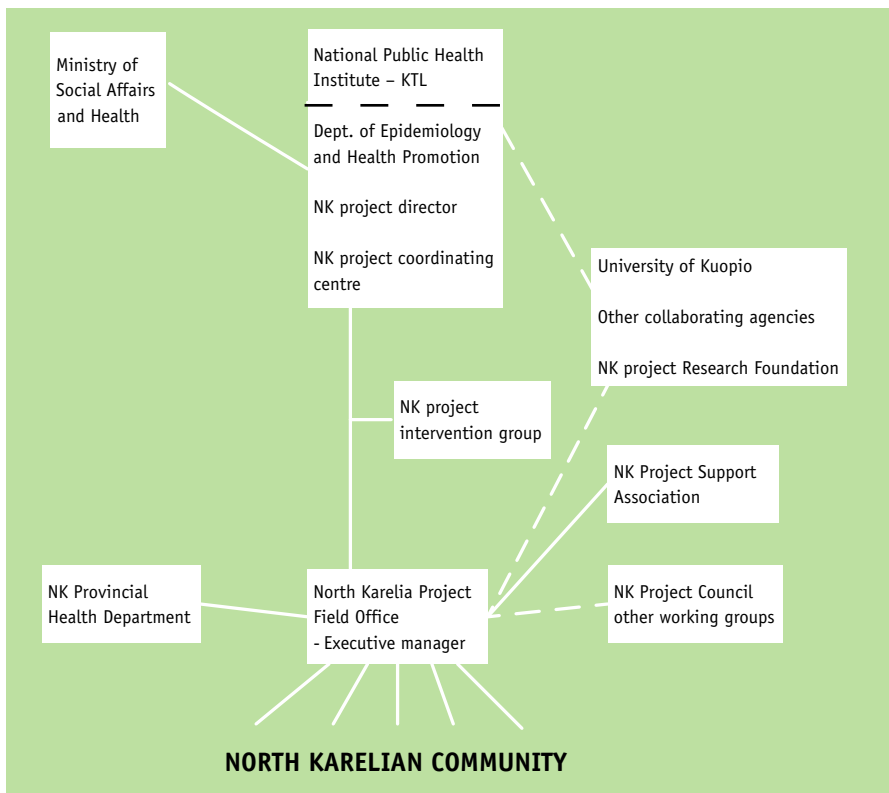 Ministry of
Social Affairs
and Health
National Public Health
Institute – KTL
Dept. of Epidemiology
and Health Promotion
NK project director
NK project coordinating
centre
University of Kuopio
Other collaborating agencies
NK project Research Foundation
NK project
intervention group
NK Project Support
Association
NK Provincial
Health Department
North Karelia Project
Field Office
- Executive manager
NK Project Council
other working groups
NORTH KARELIAN COMMUNITY